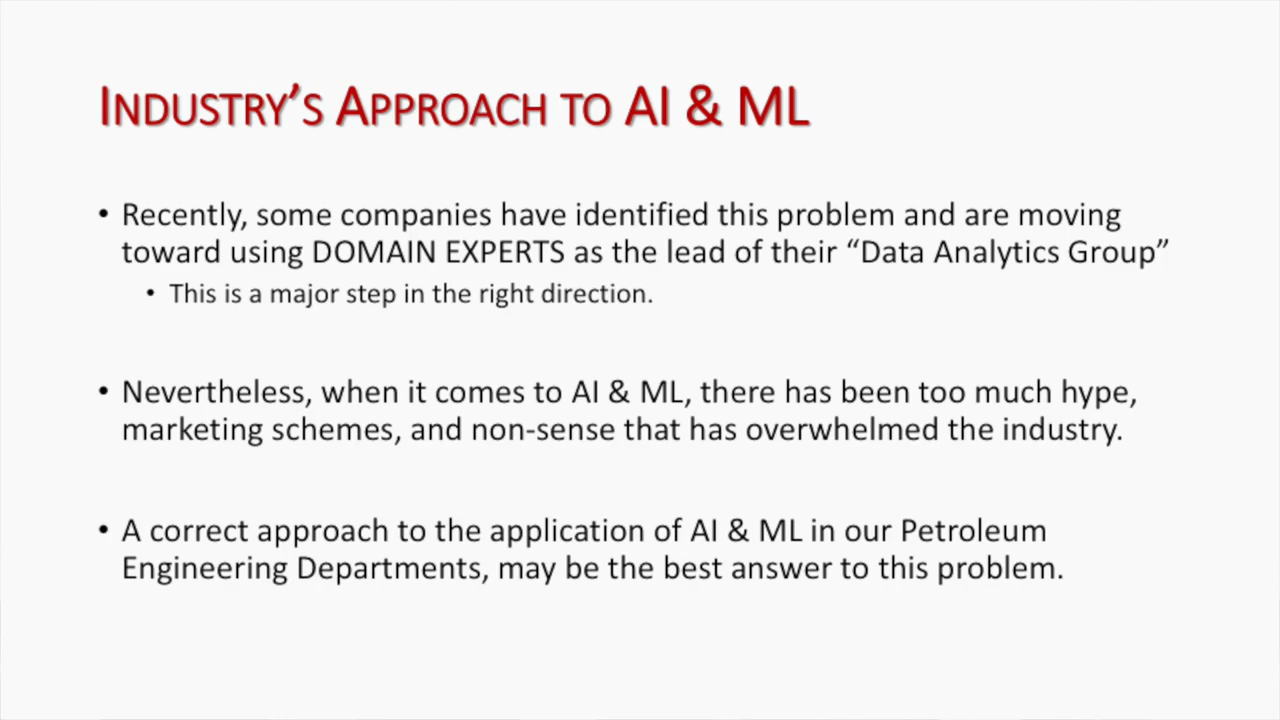 INDUSTRY’S APPROACH TO AI & ML
• Recently, some companies have identified this problem and are moving
toward using DOMAIN EXPERTS as the lead of their “Data Analytics Group”
• This is a major step in the right direction.
• Nevertheless, when it comes to AI & ML, there has been too much hype,
marketing schemes, and non-sense that has overwhelmed the industry.
• A correct approach to the application of AI & ML in our Petroleum
Engineering Departments, may be the best answer to this problem.